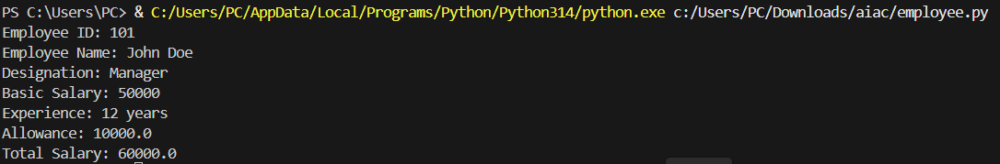 PS C:\Users\PC> & C:/Users/PC/AppData/Local/Programs/Python/Python314/python.exe c:/Users/PC/Downloads/aiac/employee.py
Employee ID: 101
Employee Name: John Doe
Designation: Manager
Basic Salary: 50000
Experience: 12 years
Allowance: 10000.0
Total Salary: 60000.0